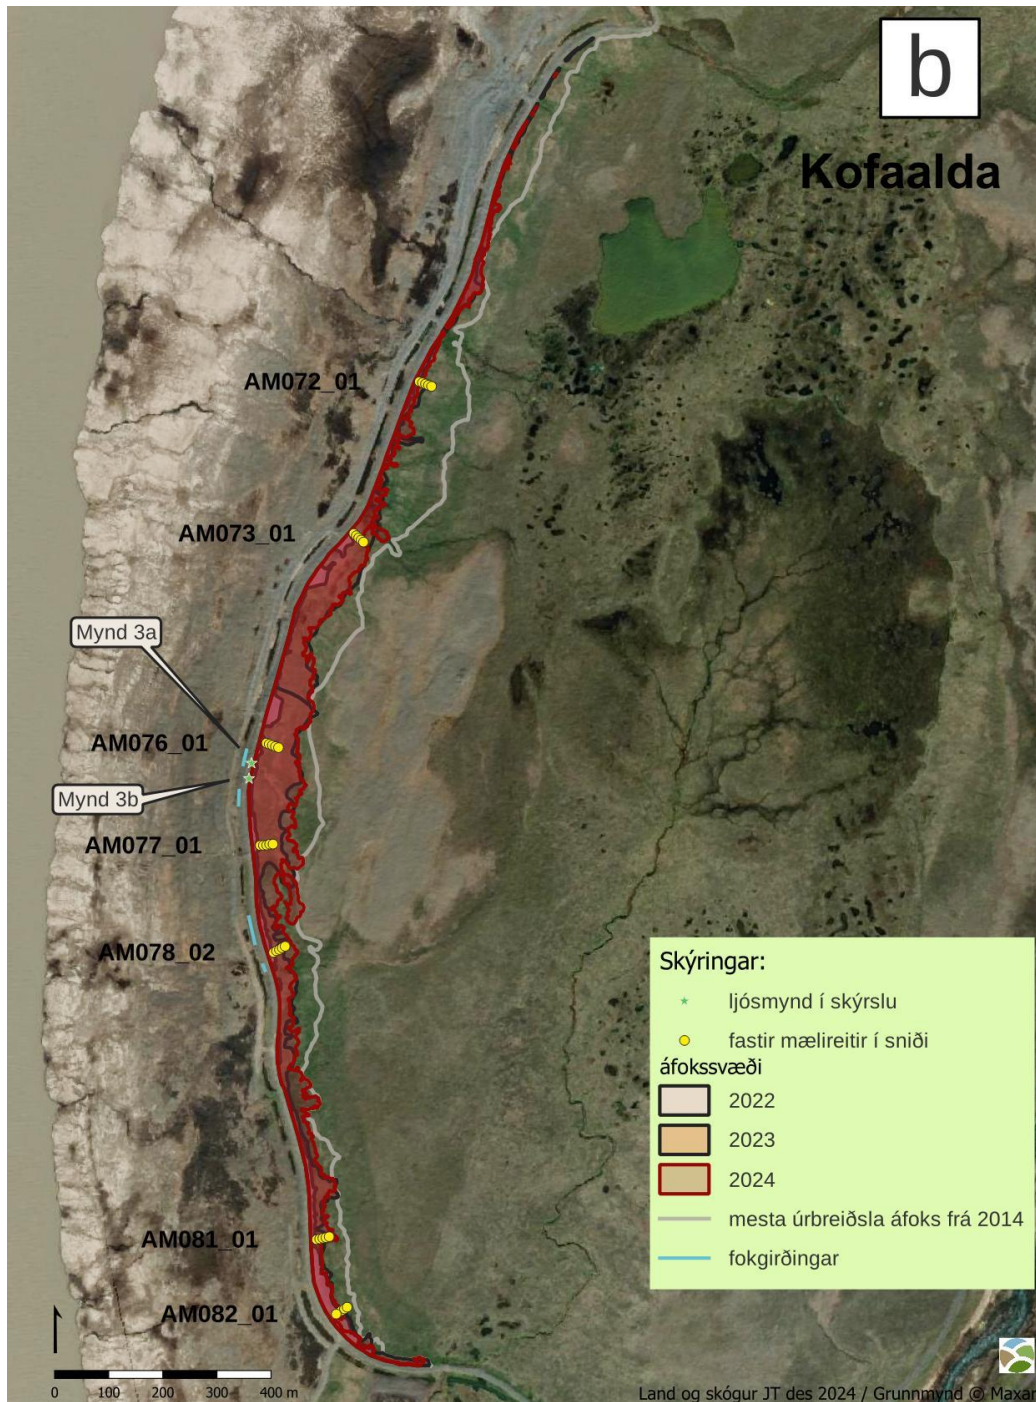 b
Kofaalda
AM072_01
AM073_01
Mynd 3a
AM076_01
Mynd 3b
AM077_01
AM078_02
AM081_01
AM082_01
Skýringar:
ljósmynd í skýrslu
fastir mælireitir í sniði
áfokssvæði
2022
2023
2024
mesta úrbreiðsla áfoks frá 2014
fokgirðingar
0 100 200 300 400 m
Land og skógur JT des 2024 / Grunnmynd © Maxar